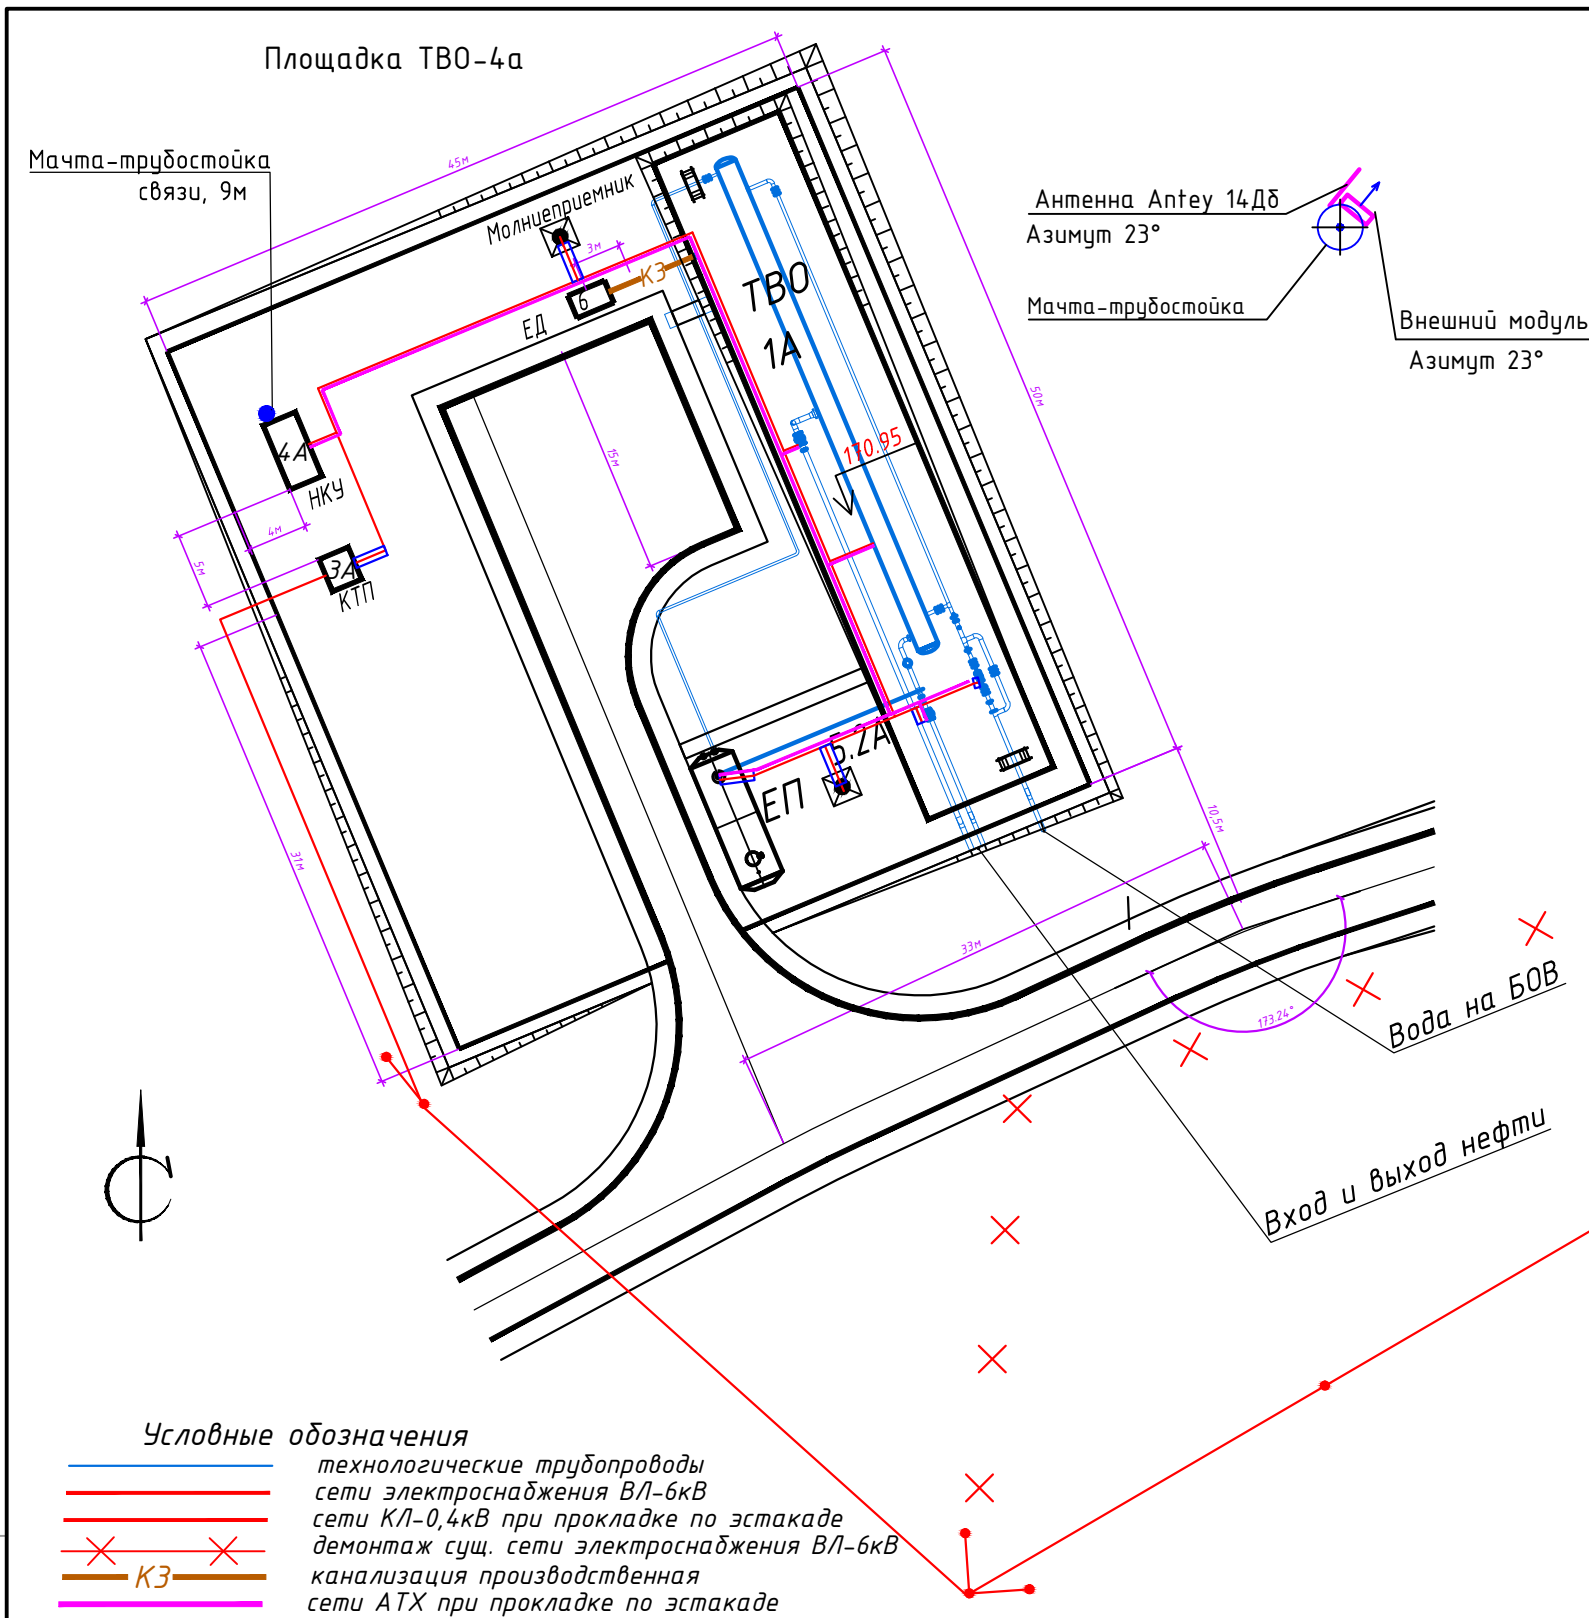 Площадка ТВО-4а
Мачта-трубостойка
связи, 9м
45м
Молниеприемник
3м
КЗ
6
ЕД
ТВО
1А
Антенна Antey 14Дб
Азимут 23°
Мачта-трубостойка
Внешний модуль
Азимут 23°
50м
15м
170.95
4А
НКУ
4м
5м
3А
КТП
5.2А
ЕП
10,5м
31м
33м
173.24°
Вода на БОВ
Вход и выход нефти
Условные обозначения
технологические трубопроводы
сети электроснабжения ВЛ-6кВ
сети КЛ-0,4кВ при прокладке по эстакаде
демонтаж сущ. сети электроснабжения ВЛ-6кВ
КЗ канализация производственная
сети АТХ при прокладке по эстакаде